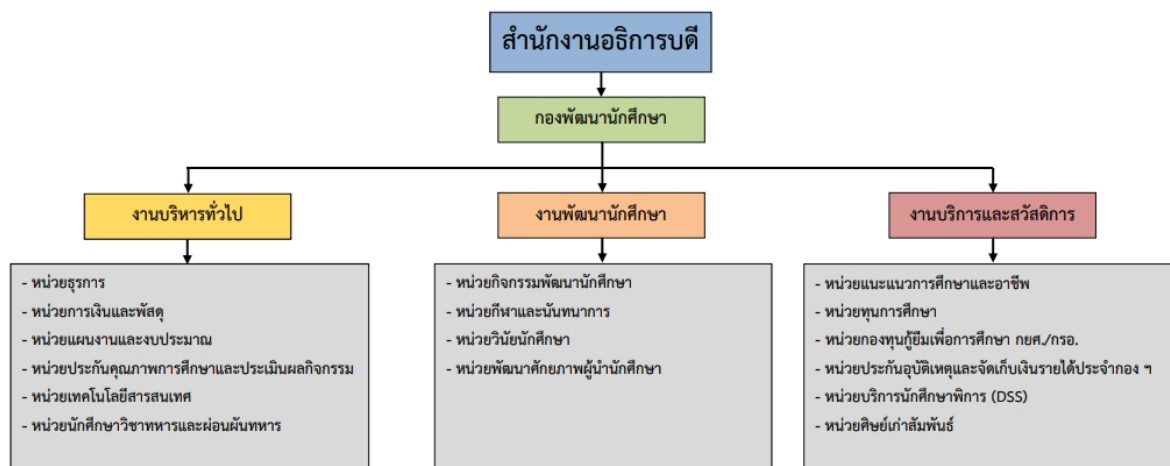 สำนักงานอธิการบดี
กองพัฒนานักศึกษา
งานบริหารทั่วไป
- หน่วยธุรการ
- หน่วยการเงินและพัสดุ
- หน่วยแผนงานและงบประมาณ
- หน่วยประกันคุณภาพการศึกษาและประเมินผลกิจกรรม
- หน่วยเทคโนโลยีสารสนเทศ
- หน่วยนักศึกษาวิชาทหารและผ่อนผันทหาร
งานพัฒนานักศึกษา
- หน่วยกิจกรรมพัฒนานักศึกษา
- หน่วยกีฬาและนันทนาการ
- หน่วยวินัยนักศึกษา
- หน่วยพัฒนาศักยภาพผู้นำนักศึกษา
งานบริการและสวัสดิการ
- หน่วยแนะแนวการศึกษาและอาชีพ
- หน่วยทุนการศึกษา
- หน่วยกองทุนกู้ยืมเพื่อการศึกษา กยศ./กรอ.
- หน่วยประกันอุบัติเหตุและจัดเก็บเงินรายได้ประจำกอง ฯ
- หน่วยบริการนักศึกษาพิการ (DSS)
- หน่วยศิษย์เก่าสัมพันธ์